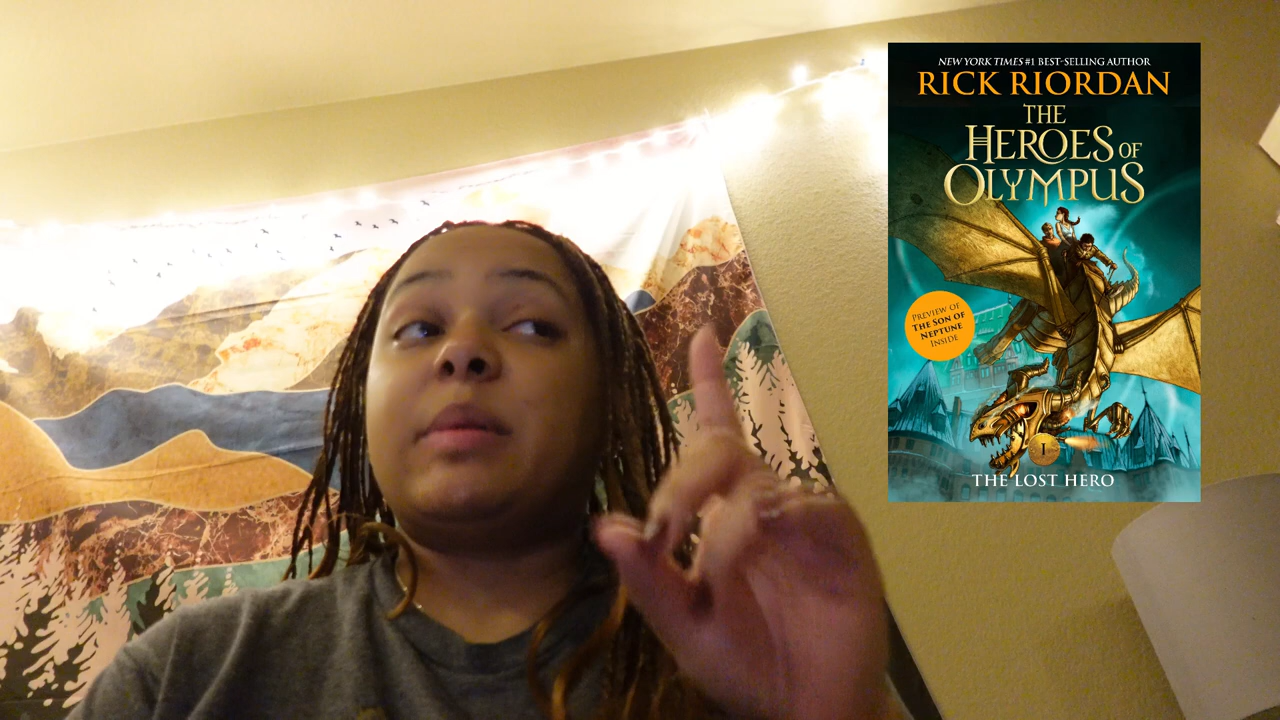 NEW YORK TIMES #1 BEST-SELLING AUTHOR
RICK RIORDAN
THE
HEROES OF
OLYMPUS
PREVIEW OF
THE SON OF
NEPTUNE
INSIDE
I
THE LOST HERO